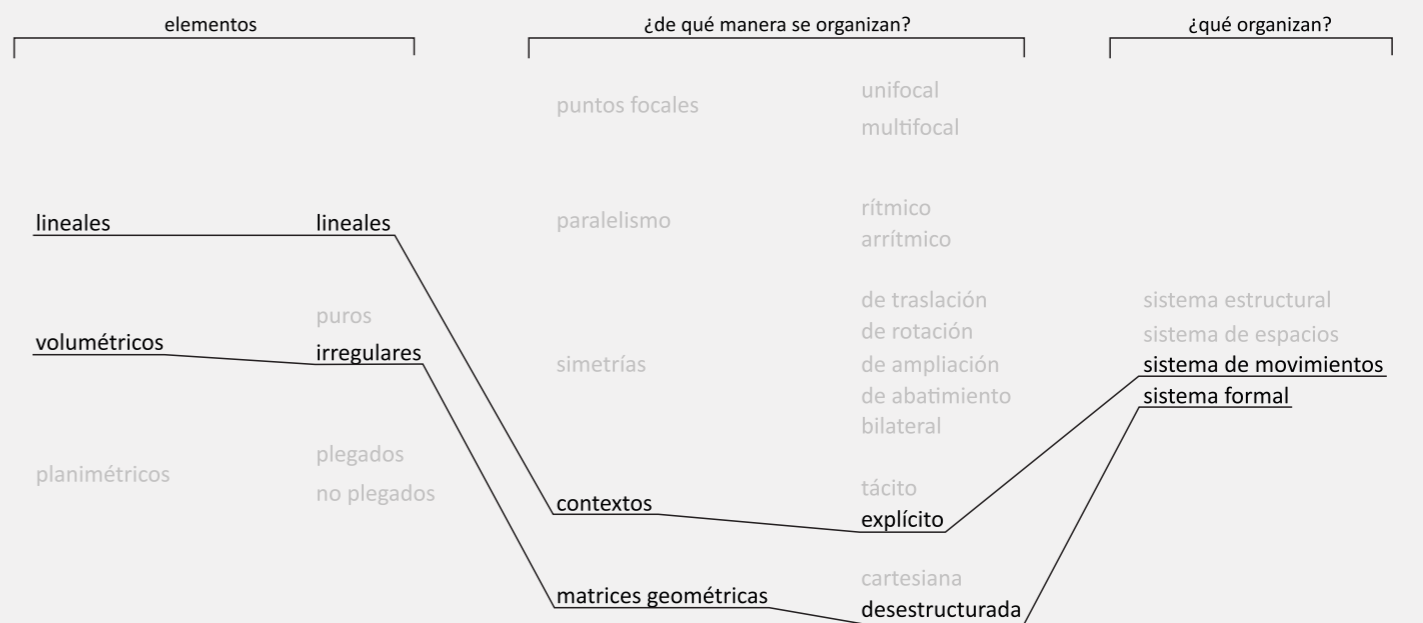 elementos
¿de qué manera se organizan?
¿qué organizan?
puntos focales
unifocal
multifocal
lineales
lineales
paralelismo
rítmico
arrítmico
volumétricos
puros
irregulares
simetrías
de traslación
de rotación
de ampliación
de abatimiento
bilateral
sistema estructural
sistema de espacios
sistema de movimientos
sistema formal
planimétricos
plegados
no plegados
contextos
tácito
explícito
matrices geométricas
cartesiana
desestructurada